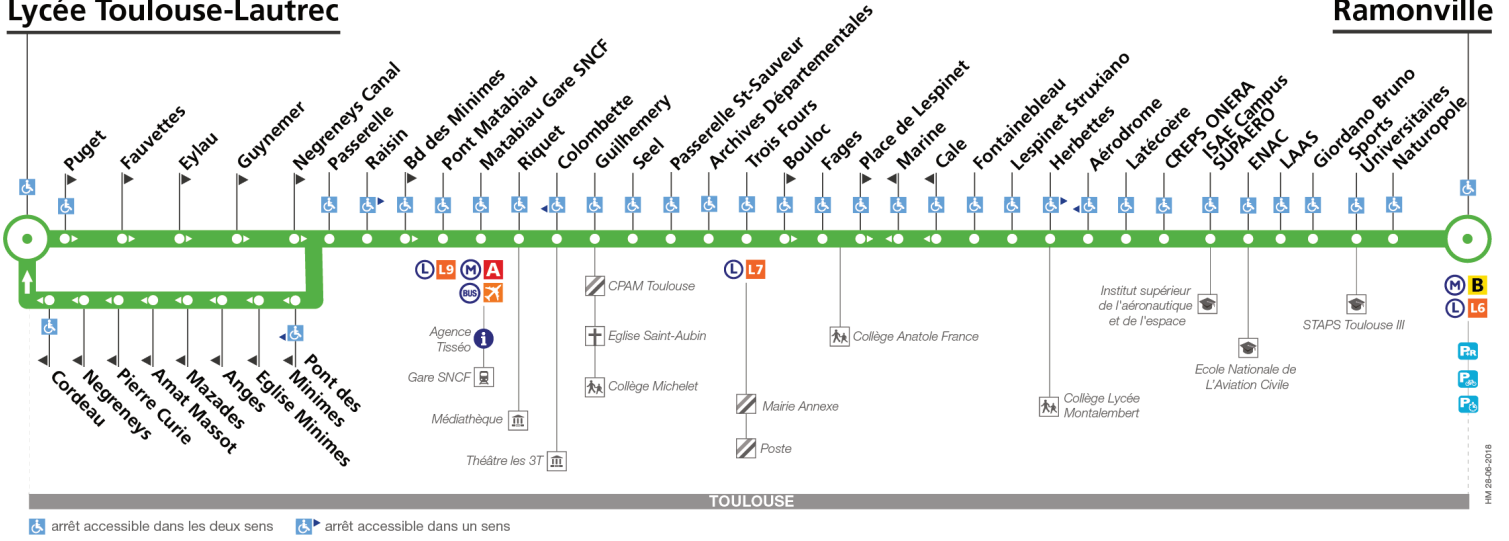 Lycée Toulouse-Lautrec
Ramonville
Puget
Fauvettes
Eylau
Guynemer
Negreneys Canal
Passerelle
Raisin
Bd des Minimes
Pont Matabiau
Matabiau Gare SNCF
Riquet
Colombette
Guilhemery
Seel
Passerelle St-Sauveur
Archives Départementales
Trois Fours
Bouloc
Fages
Place de Lespinet
Marine
Cale
Fontainebleau
Lespinet Struxiano
Herbettes
Aérodrome
Latécoère
CREPS ONERA
ISAE Campus
SUPAERO
ENAC
LAAS
Giordano Bruno
Sports
Universitaires
Naturopole
Cordeau
Negreneys
Pierre Curie
Amat Massot
Mazades
Anges
Eglise Minimes
Pont des
Minimes
L L9 M A
BUS
Agence
Tisséo
i
Gare SNCF
Médiathèque
Théâtre les 3T
CPAM Toulouse
Eglise Saint-Aubin
Collège Michelet
L L7
Mairie Annexe
Poste
Collège Anatole France
Collège Lycée
Montalembert
Institut supérieur
de l'aéronautique
et de l'espace
Ecole Nationale de
L'Aviation Civile
STAPS Toulouse III
M B
L L6
P+R
P
P
TOULOUSE
HM 28-06-2018
arrêt accessible dans les deux sens
arrêt accessible dans un sens